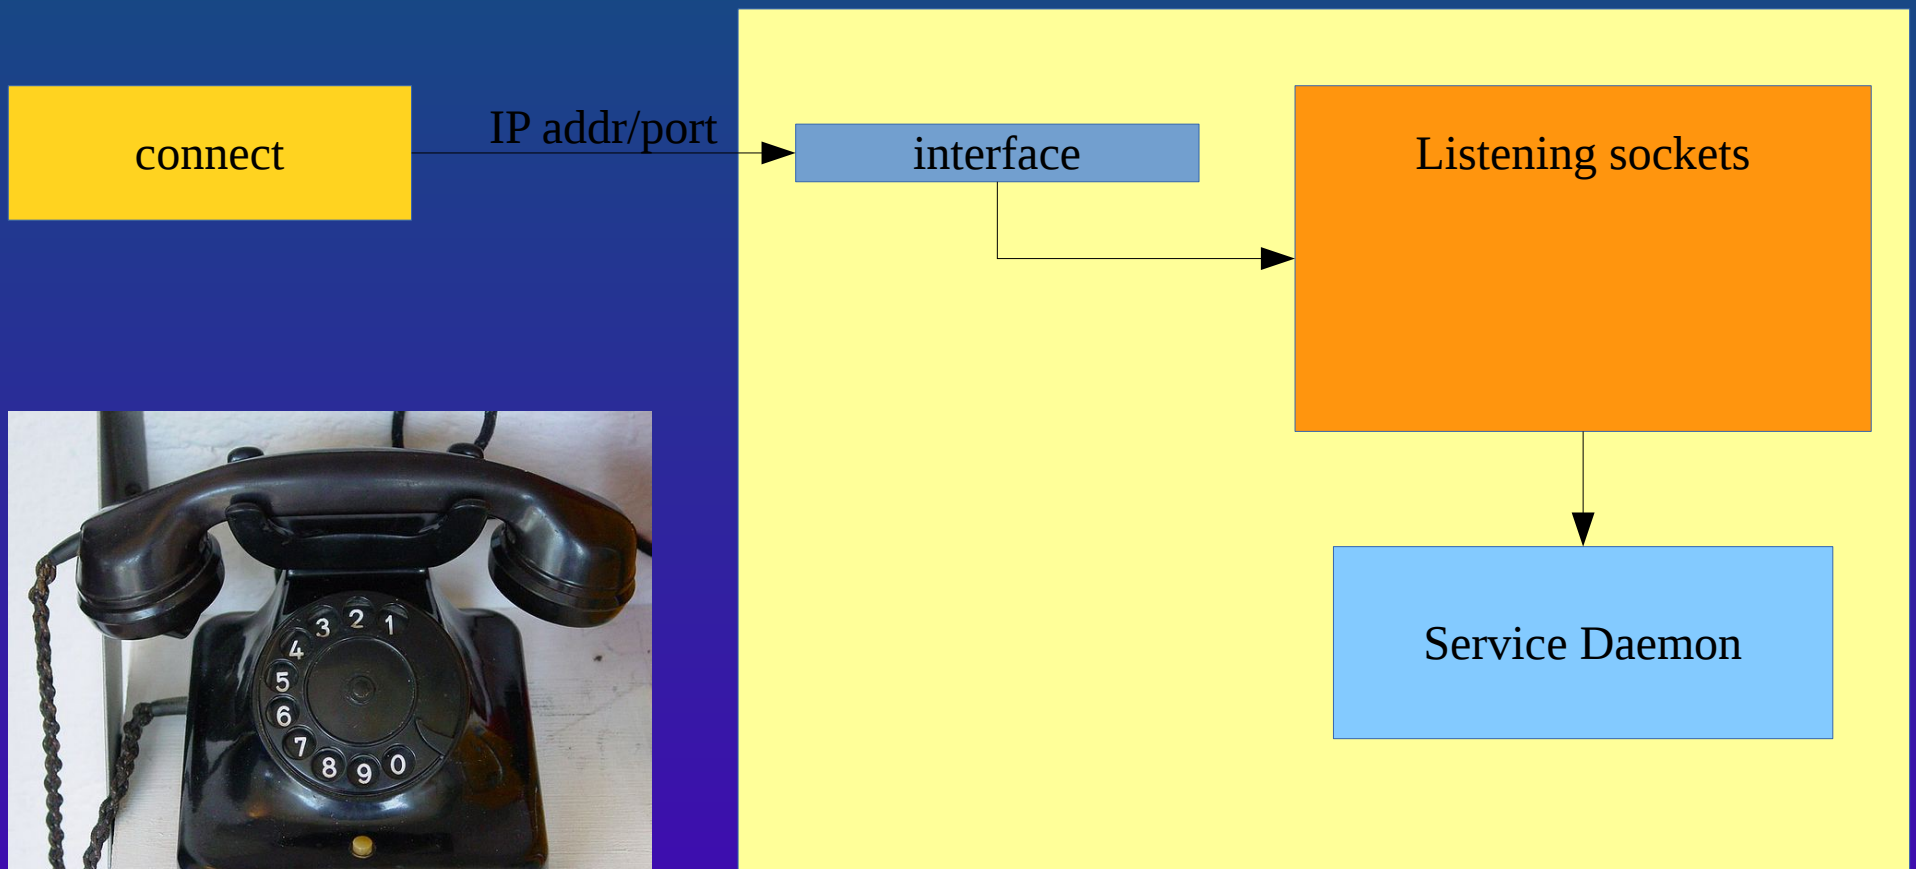 connect
IP addr/port
interface
Listening sockets
Service Daemon
3 2 1
4
5
6
7
8 9 0